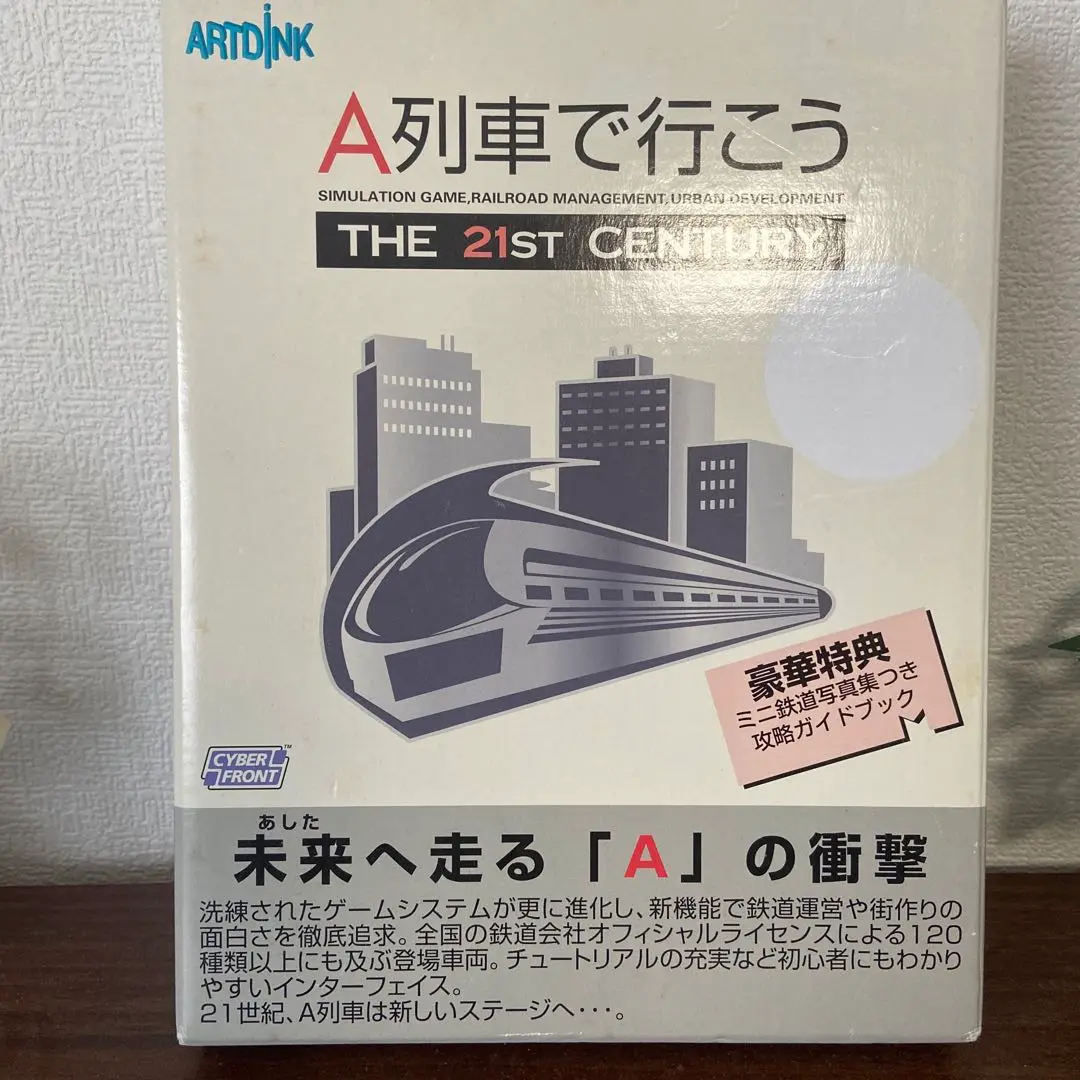 ARTDINK
A列車で行こう
SIMULATION GAME,RAILROAD MANAGEMENT,URBAN DEVELOPMENT
THE 21ST CENTURY
豪華特典
ミニ鉄道写真集つき
攻略ガイドブック
CYBER TM
FRONT
あした
未来へ走る「A」の衝撃
洗練されたゲームシステムが更に進化し、新機能で鉄道運営や街作りの
面白さを徹底追求。全国の鉄道会社オフィシャルライセンスによる120
種類以上にも及ぶ登場車両。チュートリアルの充実など初心者にもわかり
やすいインターフェイス。
21世紀、A列車は新しいステージへ・・・。